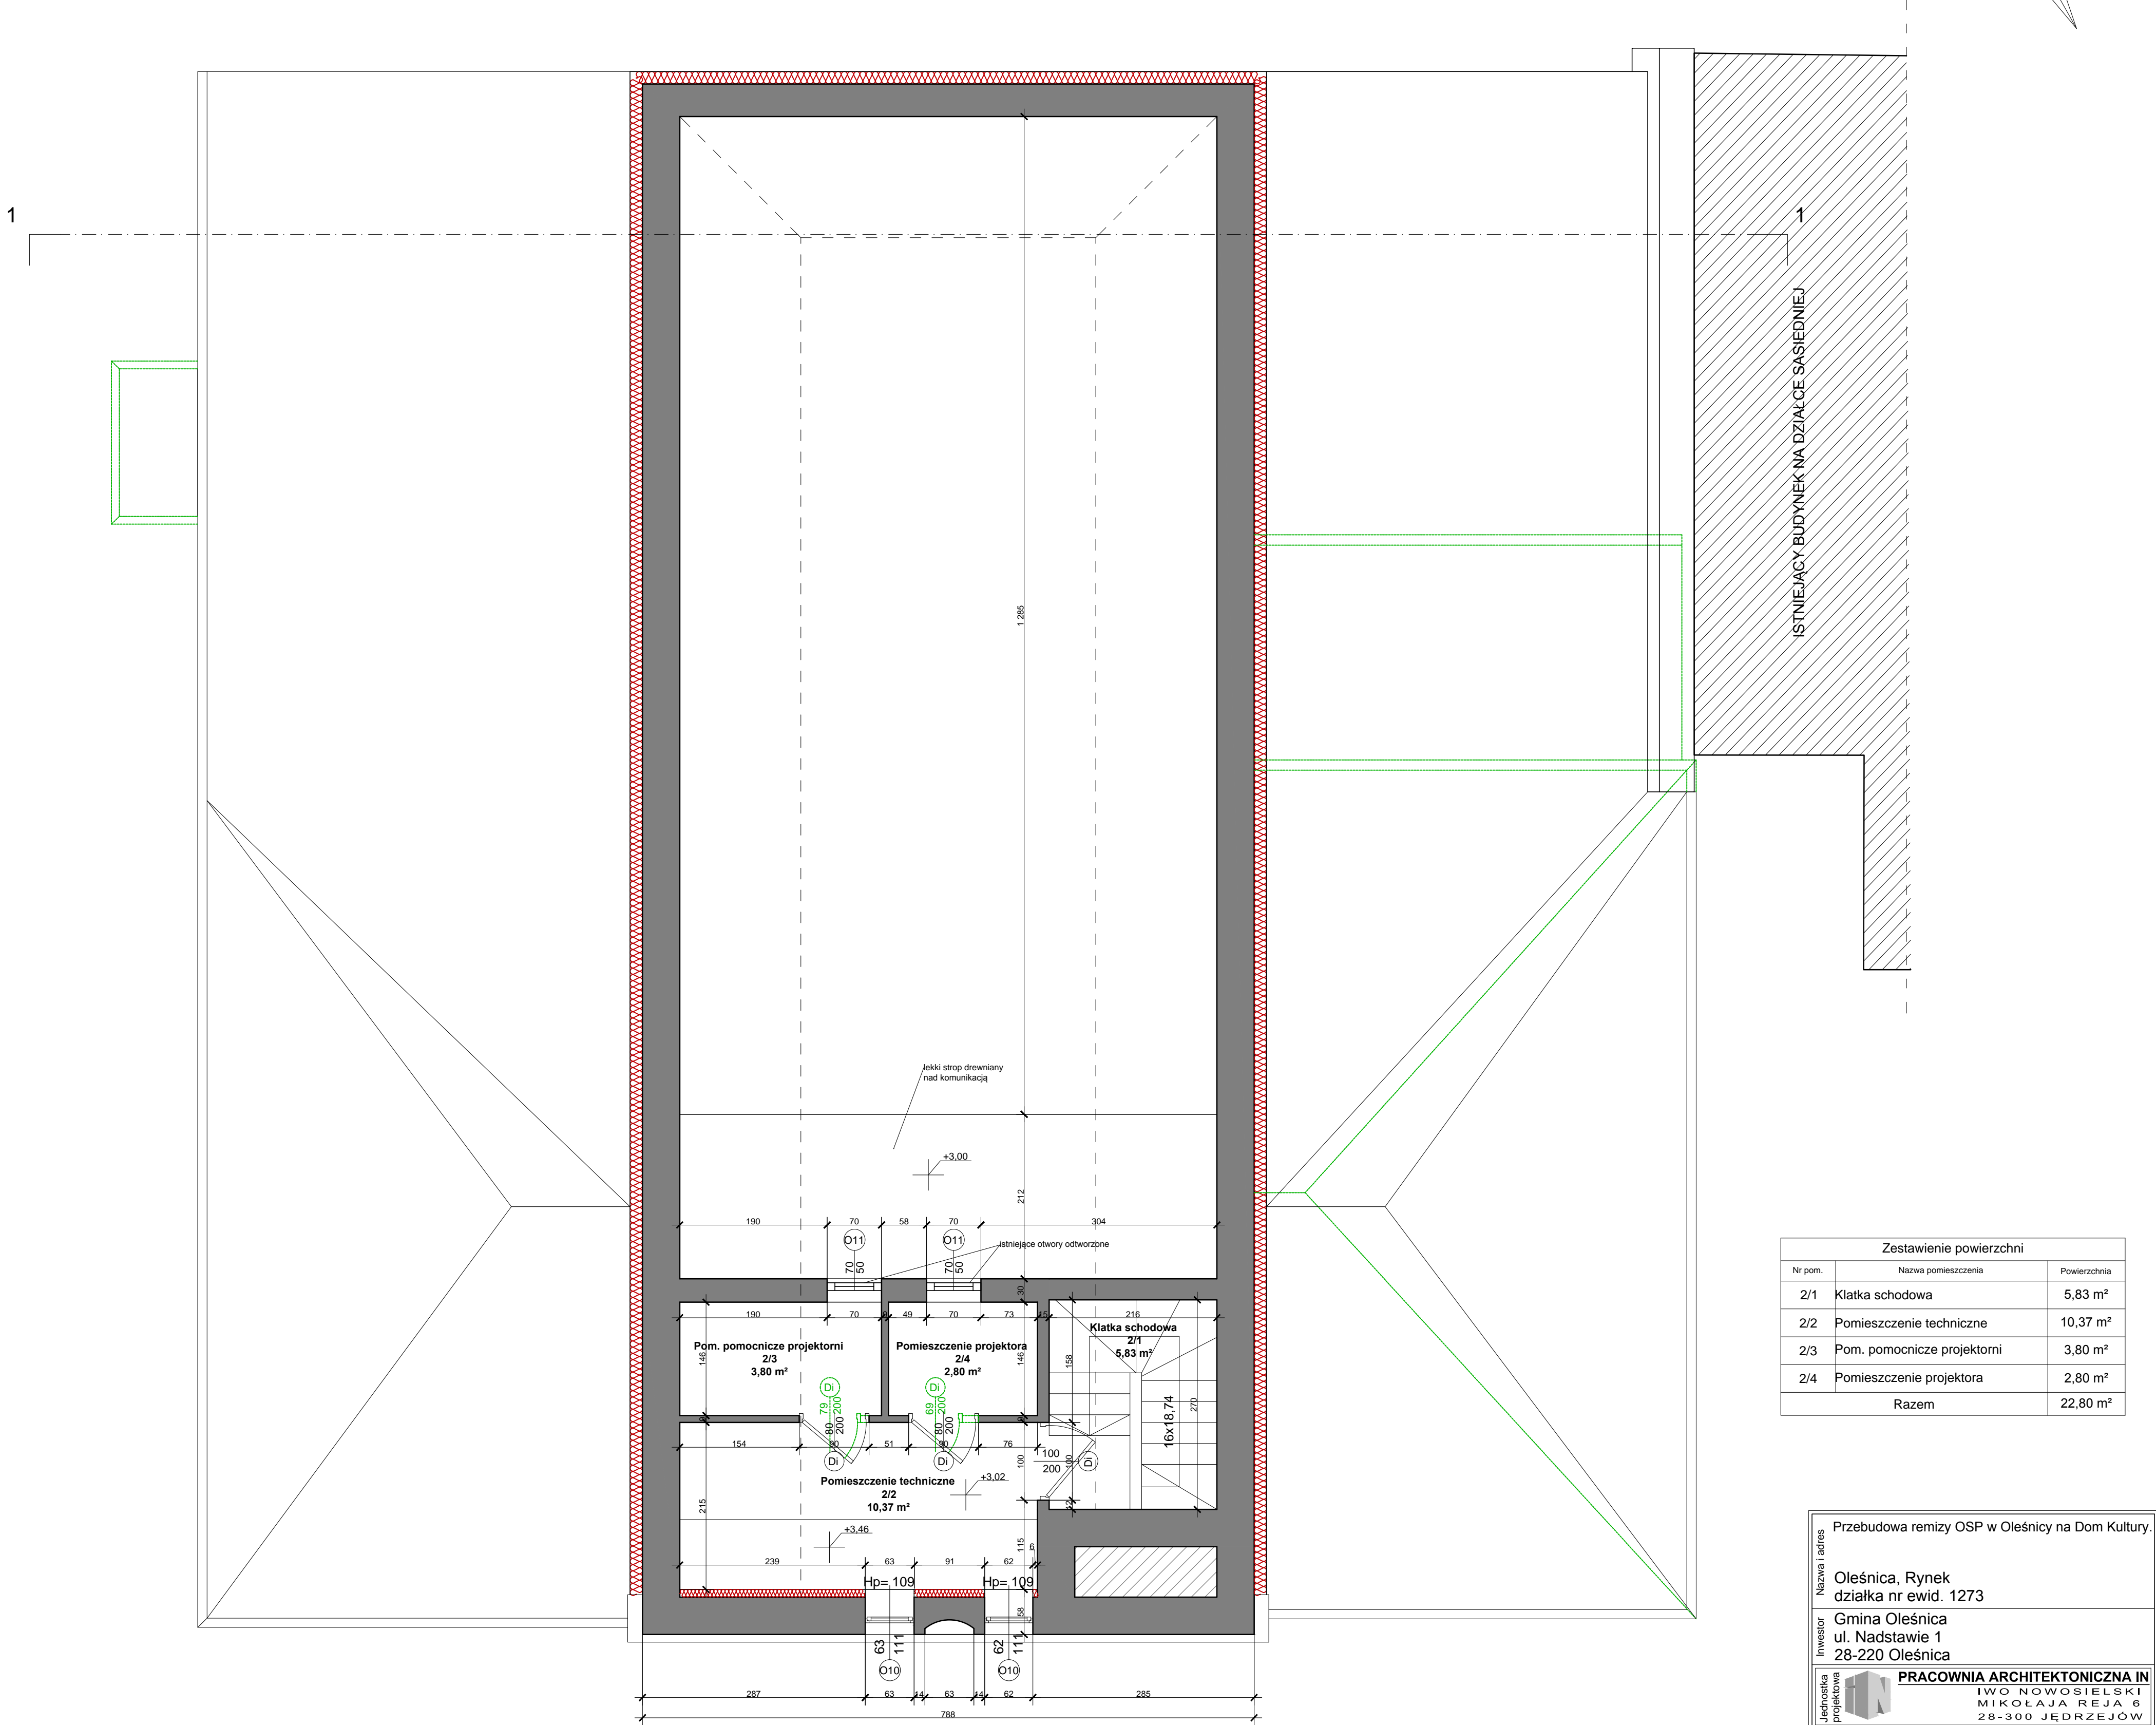 1
1
ISTNIEJĄCY BUDYNEK NA DZIAŁCE SASIEDNIEJ
1 285
lekki strop drewniany
nad komunikacją
+3,00
212
190 70 58 70 304
O11 O11
istniejące otwory odtworzone
70 50 70 50
30
190 70 9 49 70 73 15 216
Klatka schodowa
2/1
5,83 m²
Pom. pomocnicze projektorni
2/3
3,80 m²
Pomieszczenie projektora
2/4
2,80 m²
146 146 158
270
16x18,74
Di Di
79 200 69 200
80 200 80 200
9 9
154 90 51 90 76
100
200
Di Di Di
100 100
12
Pomieszczenie techniczne
2/2
10,37 m²
+3,02
215
+3,46
115 6
239 63 91 62
Hp= 109 Hp= 109
58
63 111 62 111
O10 O10
287 63 14 63 14 62 285
788
Zestawienie powierzchni
Nr pom. Nazwa pomieszczenia Powierzchnia
2/1 Klatka schodowa 5,83 m²
2/2 Pomieszczenie techniczne 10,37 m²
2/3 Pom. pomocnicze projektorni 3,80 m²
2/4 Pomieszczenie projektora 2,80 m²
Razem 22,80 m²
Nazwa i adres
Przebudowa remizy OSP w Oleśnicy na Dom Kultury.
Oleśnica, Rynek
działka nr ewid. 1273
Inwestor
Gmina Oleśnica
ul. Nadstawie 1
28-220 Oleśnica
Jednostka
projektowa
iN
PRACOWNIA ARCHITEKTONICZNA IN
IWO NOWOSIELSKI
MIKOŁAJA REJA 6
28-300 JĘDRZEJÓW